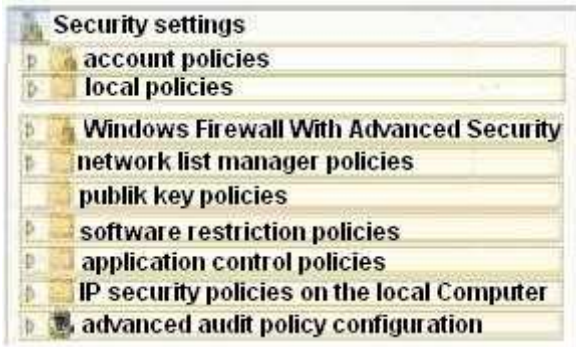 Security settings
account policies
local policies
Windows Firewall With Advanced Security
network list manager policies
publik key policies
software restriction policies
application control policies
IP security policies on the local Computer
advanced audit policy configuration